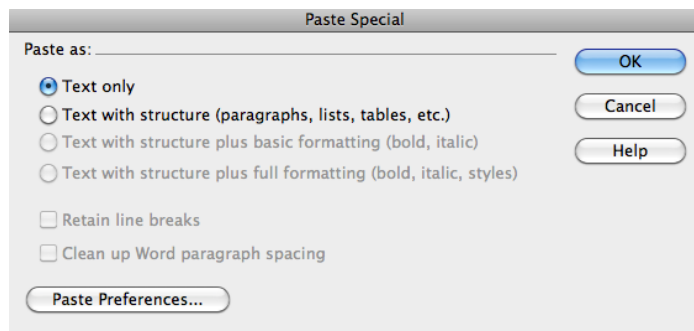 Paste Special
Paste as:
OK
Text only
Text with structure (paragraphs, lists, tables, etc.)
Cancel
Text with structure plus basic formatting (bold, italic)
Help
Text with structure plus full formatting (bold, italic, styles)
Retain line breaks
Clean up Word paragraph spacing
Paste Preferences...